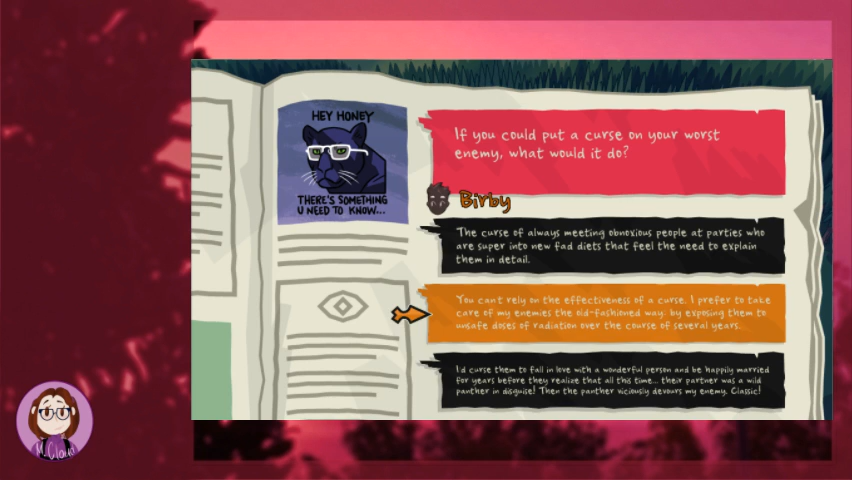 HEY HONEY
THERE'S SOMETHING
U NEED TO KNOW...
If you could put a curse on your worst
enemy, what would it do?
Birby
The curse of always meeting obnoxious people at parties who
are super into new fad diets that feel the need to explain
them in detail.
You can't rely on the effectiveness of a curse. I prefer to take
care of my enemies the old-fashioned way: by exposing them to
unsafe doses of radiation over the course of several years.
I'd curse them to fall in love with a wonderful person and be happily married
for years before they realize that all this time... their partner was a wild
panther in disguise! Then the panther viciously devours my enemy. Classic!